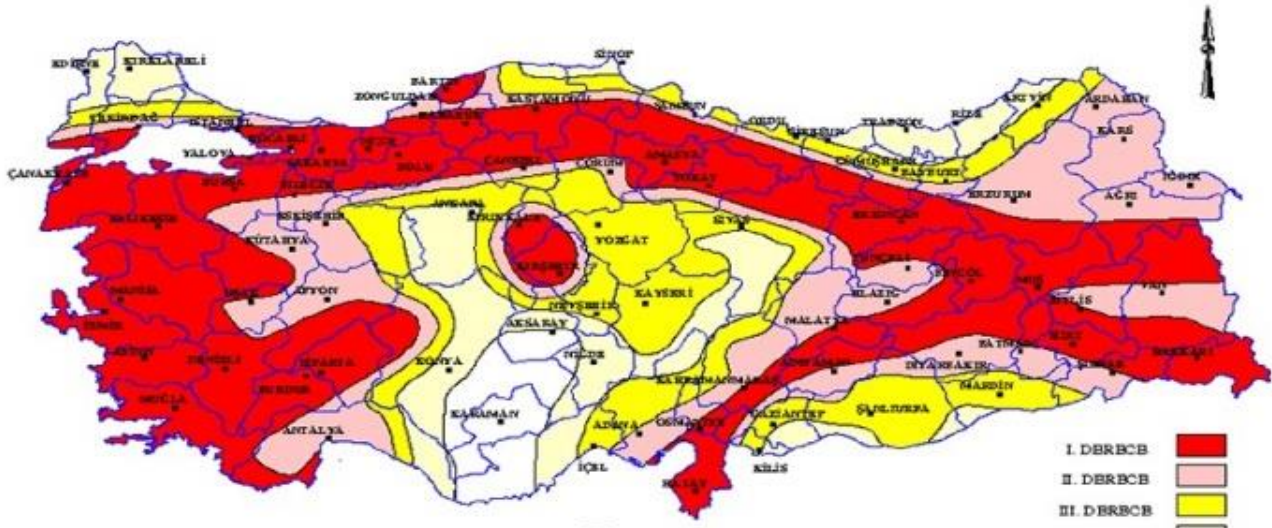 SİNOP
EDİRNE
KIRKLARELİ
BARTIN
ZONGULDAK
KASTAMONU
SAMSUN
ARTVİN
ARDAHAN
RİZE
TRABZON
ORDU
GİRESUN
KARS
TEKİRDAĞ
İSTANBUL
YALOVA
BOLU
ÇANKIRI
ÇORUM
AMASYA
TOKAT
GÜMÜŞHANE
BAYBURT
ÇANAKKALE
BURSA
BİLECİK
ERZURUM
IĞDIR
AĞRI
BALIKESİR
ESKİŞEHİR
ANKARA
KIRIKKALE
YOZGAT
SİVAS
ERZİNCAN
KÜTAHYA
TUNCELİ
BİNGÖL
MUŞ
KIRŞEHİR
MANİSA
UŞAK
AFYON
NEVŞEHİR
KAYSERİ
ELAZIĞ
BİTLİS
VAN
İZMİR
AKSARAY
MALATYA
AYDIN
DENİZLİ
ISPARTA
KONYA
NİĞDE
KAHRAMANMARAŞ
ADIYAMAN
DİYARBAKIR
BATMAN
SİİRT
HAKKARİ
BURDUR
MARDİN
MUĞLA
KARAMAN
ADANA
OSMANİYE
GAZİANTEP
ŞANLIURFA
ANTALYA
İÇEL
KİLİS
HATAY
I. DBRBCB
II. DBRBCB
III. DBRBCB